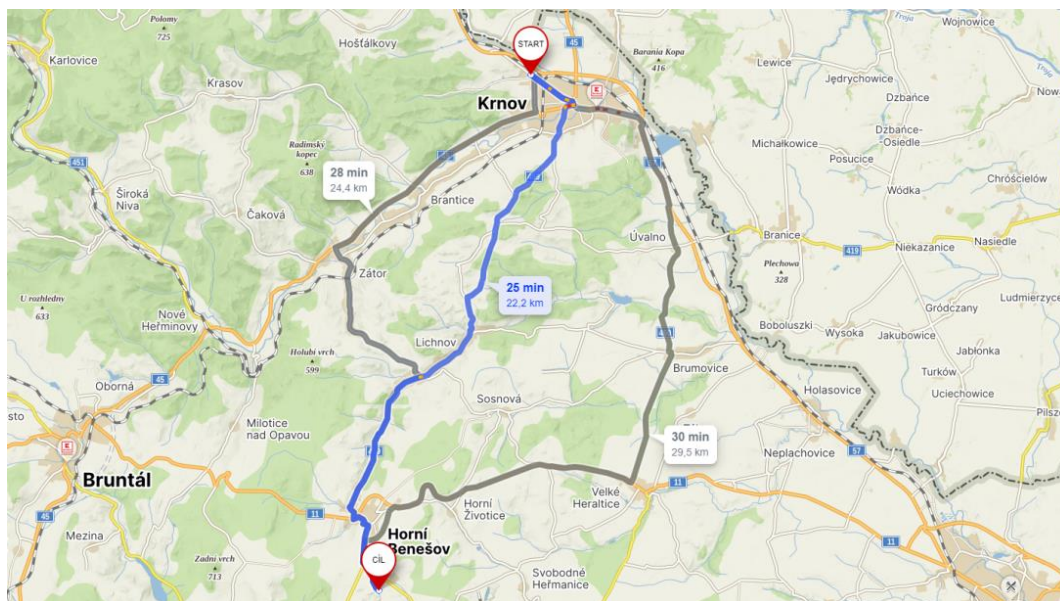 Polomy
725
Karlovice
Hošťálkovy
START
45
Barania Kopa
416
Lewice
Wojnowice
Troja
Jędrychowice
Krasov
Krnov
Dzbańce
Dzbańce-
Osiedle
Radimský
kopec
638
451
28 min
24,4 km
Michałkowice
Posucice
Chróścielów
Široká
Niva
Brantice
Wódka
Čaková
Úvalno
Branice
419
Nasiedle
Niekazanice
Zátor
Plechowa
328
25 min
22,2 km
U rozhledny
633
Nové
Heřminovy
Ludmierzyce
Gródczany
Boboluszki
Wysoka
Jakubowice
Lichnov
Jabłonka
Holubí vrch
599
Brumovice
Turków
45
Oborná
Holasovice
Uciechowice
Sosnová
Milotice
nad Opavou
30 min
29,5 km
57
Neplachovice
Bruntál
11
Velké
Heraltice
11
Horní
Životice
45
Mezina
Horní
Benešov
11
Zadní vrch
713
CÍL
Svobodné
Heřmanice